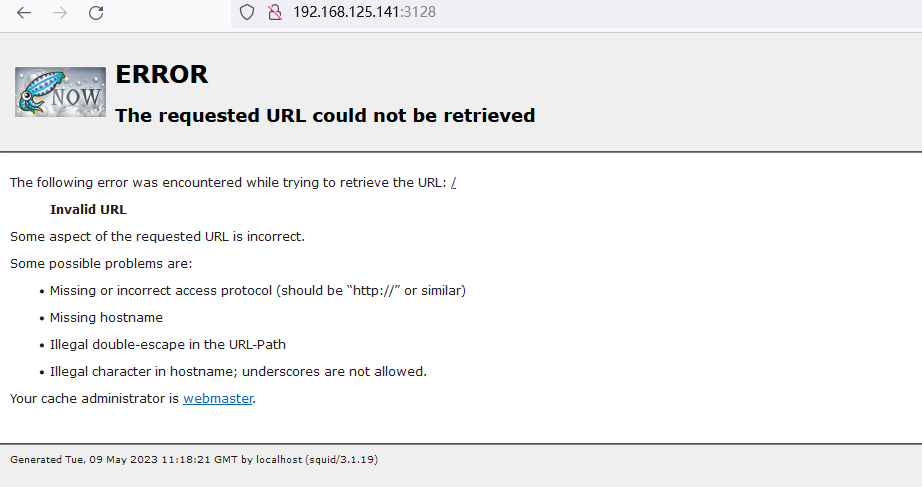 192.168.125.141:3128
NOW
ERROR
The requested URL could not be retrieved
The following error was encountered while trying to retrieve the URL: /
Invalid URL
Some aspect of the requested URL is incorrect.
Some possible problems are:
• Missing or incorrect access protocol (should be “http://” or similar)
• Missing hostname
• Illegal double-escape in the URL-Path
• Illegal character in hostname; underscores are not allowed.
Your cache administrator is webmaster.
Generated Tue, 09 May 2023 11:18:21 GMT by localhost (squid/3.1.19)